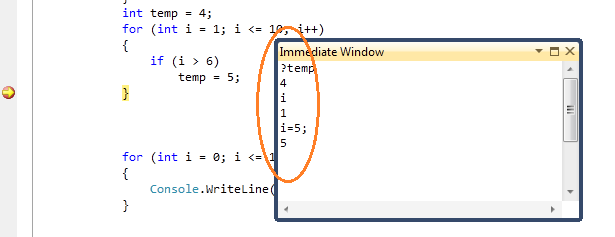 int temp = 4;
for (int i = 1; i <= 10; i++)
{
if (i > 6)
temp = 5;
}
for (int i = 0; i <= 1
{
Console.WriteLine(
}
Immediate Window
?temp
4
i
1
i=5;
5